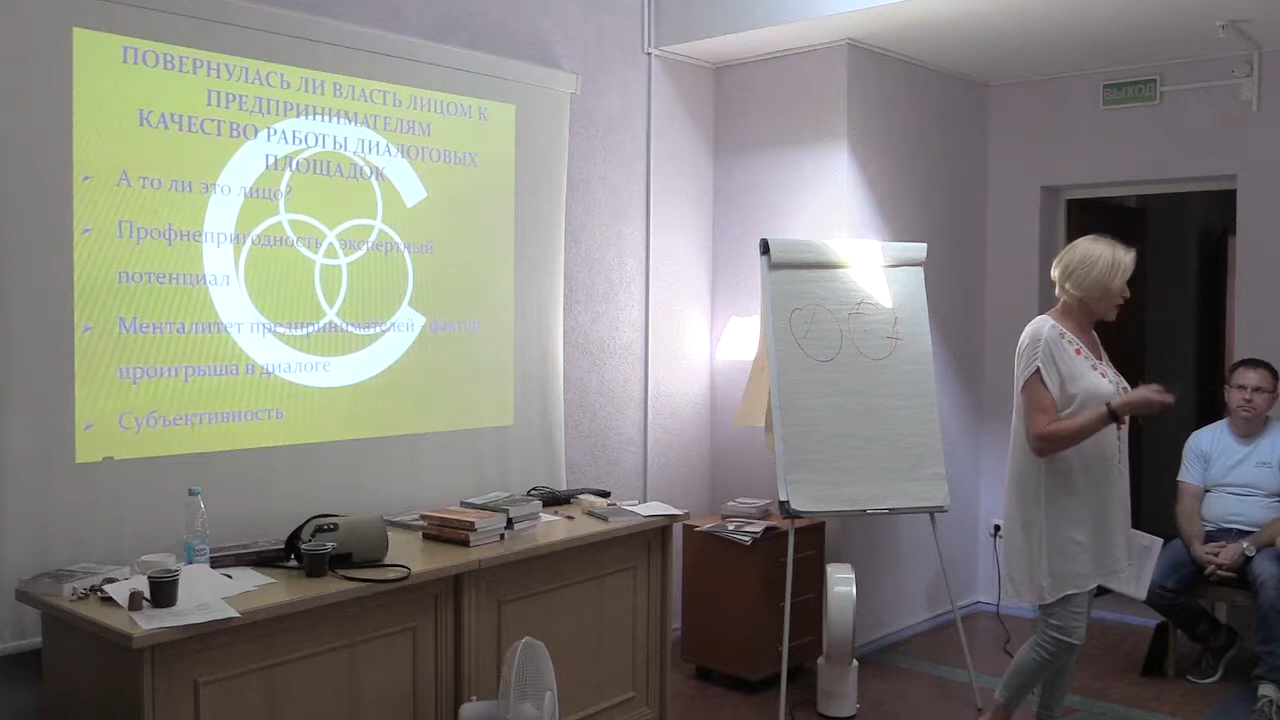 ПОВЕРНУЛАСЬ ЛИ ВЛАСТЬ ЛИЦОМ К
ПРЕДПРИНИМАТЕЛЯМ
КАЧЕСТВО РАБОТЫ ДИАЛОГОВЫХ
ПЛОЩАДОК
А то ли это лицо?
Профнепригодность, экспертный
потенциал
Менталитет предпринимателей - фактор
проигрыша в диалоге
Субъективность
ВЫХОД